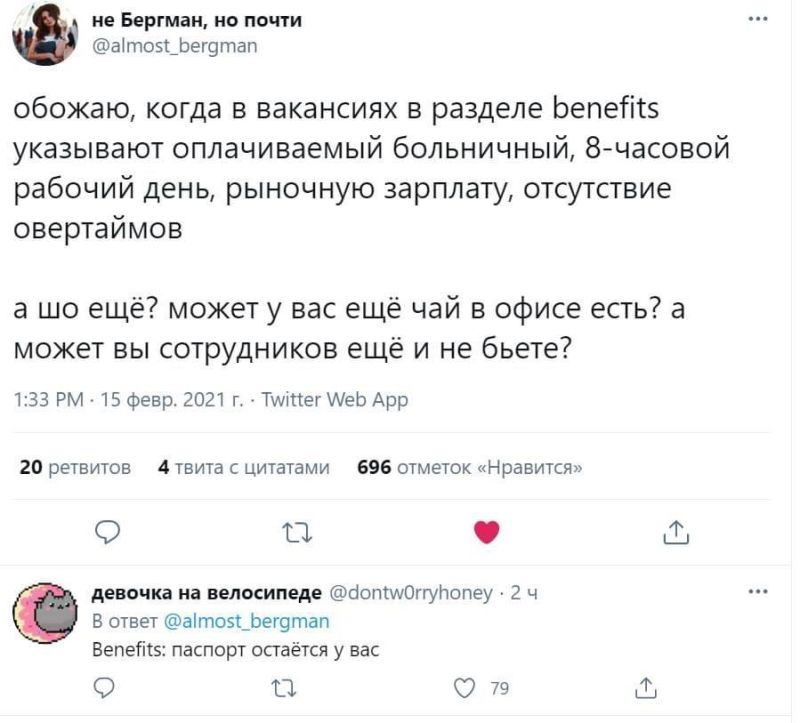 не Бергман, но почти
@almost_bergman
обожаю, когда в вакансиях в разделе benefits
указывают оплачиваемый больничный, 8-часовой
рабочий день, рыночную зарплату, отсутствие
овертаймов
а шо ещё? может у вас ещё чай в офисе есть? а
может вы сотрудников ещё и не бьете?
1:33 PM · 15 февр. 2021 г. · Twitter Web App
20 ретвитов 4 твита с цитатами 696 отметок «Нравится»
девочка на велосипеде @dontw0rryhoney · 2 ч
В ответ @almost_bergman
Benefits: паспорт остаётся у вас
79